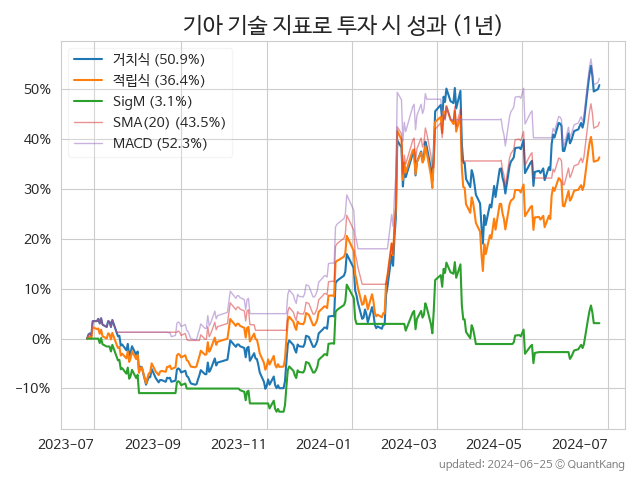 기아 기술 지표로 투자 시 성과 (1년)
거치식 (50.9%)
적립식 (36.4%)
SigM (3.1%)
SMA(20) (43.5%)
MACD (52.3%)
50%
40%
30%
20%
10%
0%
−10%
2023-07 2023-09 2023-11 2024-01 2024-03 2024-05 2024-07
updated: 2024-06-25 ⓒ QuantKang